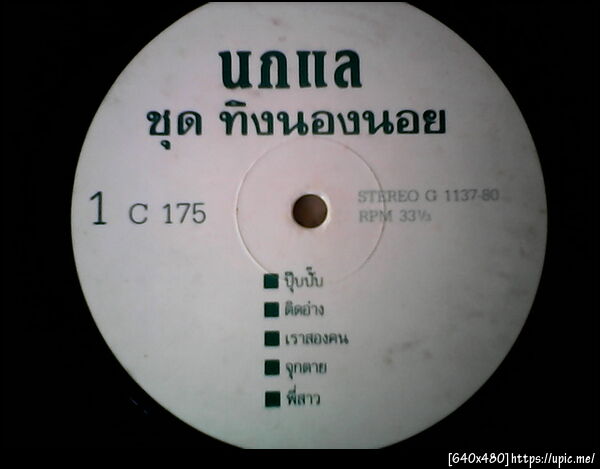 นกแล
ชุด ทิงนองนอย
1 C 175
STEREO G 1137-80
RPM 33⅓
ปุ๊บปั๊บ
ติดอ่าง
เราสองคน
จุกตาย
พี่สาว
[640x480]https://upic.me/